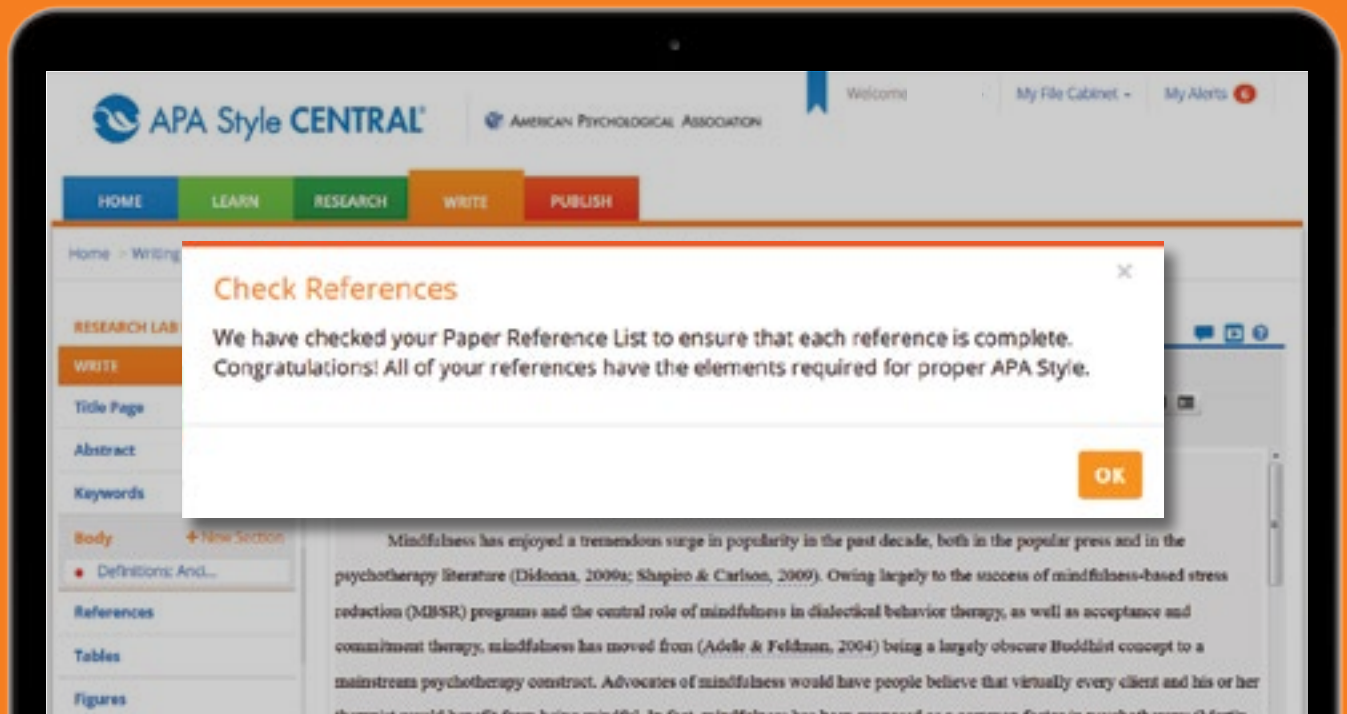 APA Style CENTRAL®
AMERICAN PSYCHOLOGICAL ASSOCIATION
Welcome
My File Cabinet
My Alerts 6
HOME
LEARN
RESEARCH
WRITE
PUBLISH
Home > Writing
Check References
×
We have checked your Paper Reference List to ensure that each reference is complete.
Congratulations! All of your references have the elements required for proper APA Style.
OK
RESEARCH LAB
WRITE
Title Page
Abstract
Keywords
Body
+ New Section
Definitions: And...
References
Tables
Figures
Mindfulness has enjoyed a tremendous surge in popularity in the past decade, both in the popular press and in the
psychotherapy literature (Didonna, 2009a; Shapiro & Carlson, 2009). Owing largely to the success of mindfulness-based stress
reduction (MBSR) programs and the central role of mindfulness in dialectical behavior therapy, as well as acceptance and
commitment therapy, mindfulness has moved from (Adele & Feldman, 2004) being a largely obscure Buddhist concept to a
mainstream psychotherapy construct. Advocates of mindfulness would have people believe that virtually every client and his or her